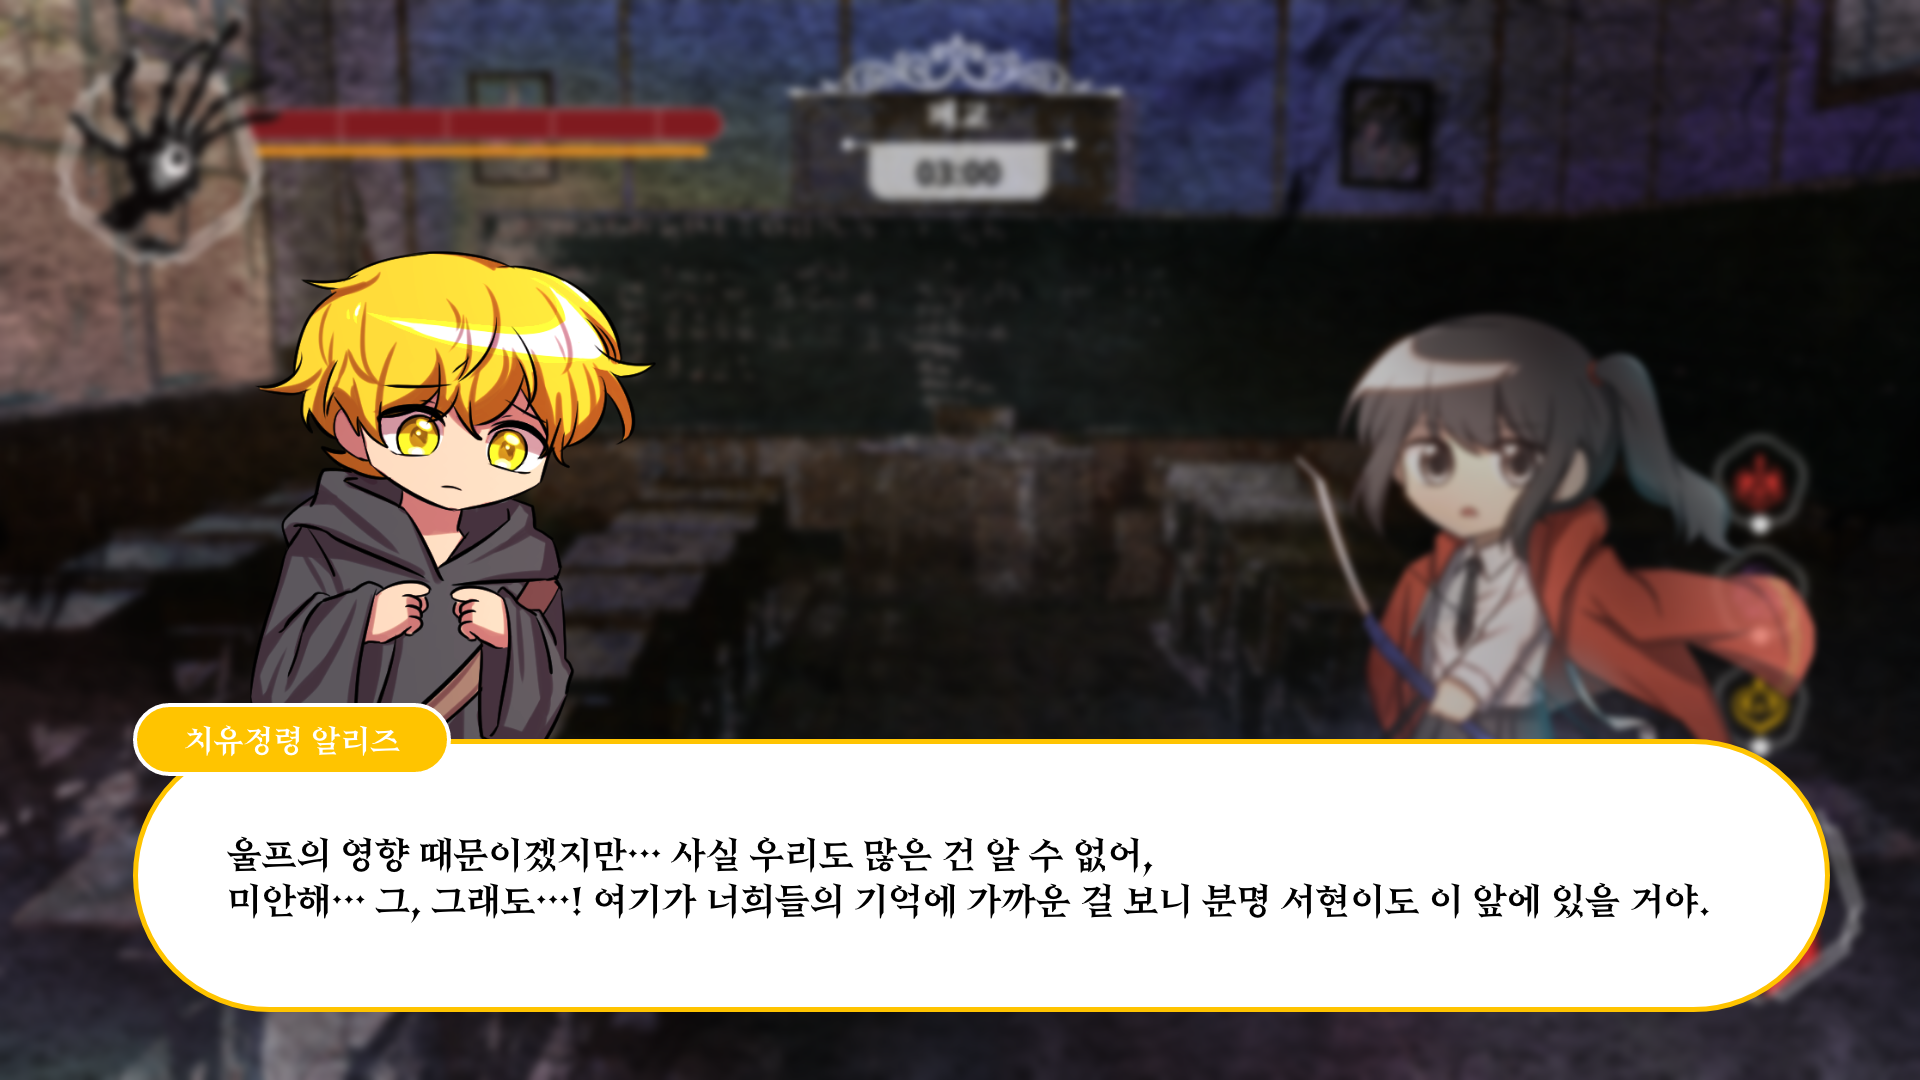 03:00
치유정령 알리즈
울프의 영향 때문이겠지만… 사실 우리도 많은 건 알 수 없어,
미안해… 그, 그래도…! 여기가 너희들의 기억에 가까운 걸 보니 분명 서현이도 이 앞에 있을 거야.